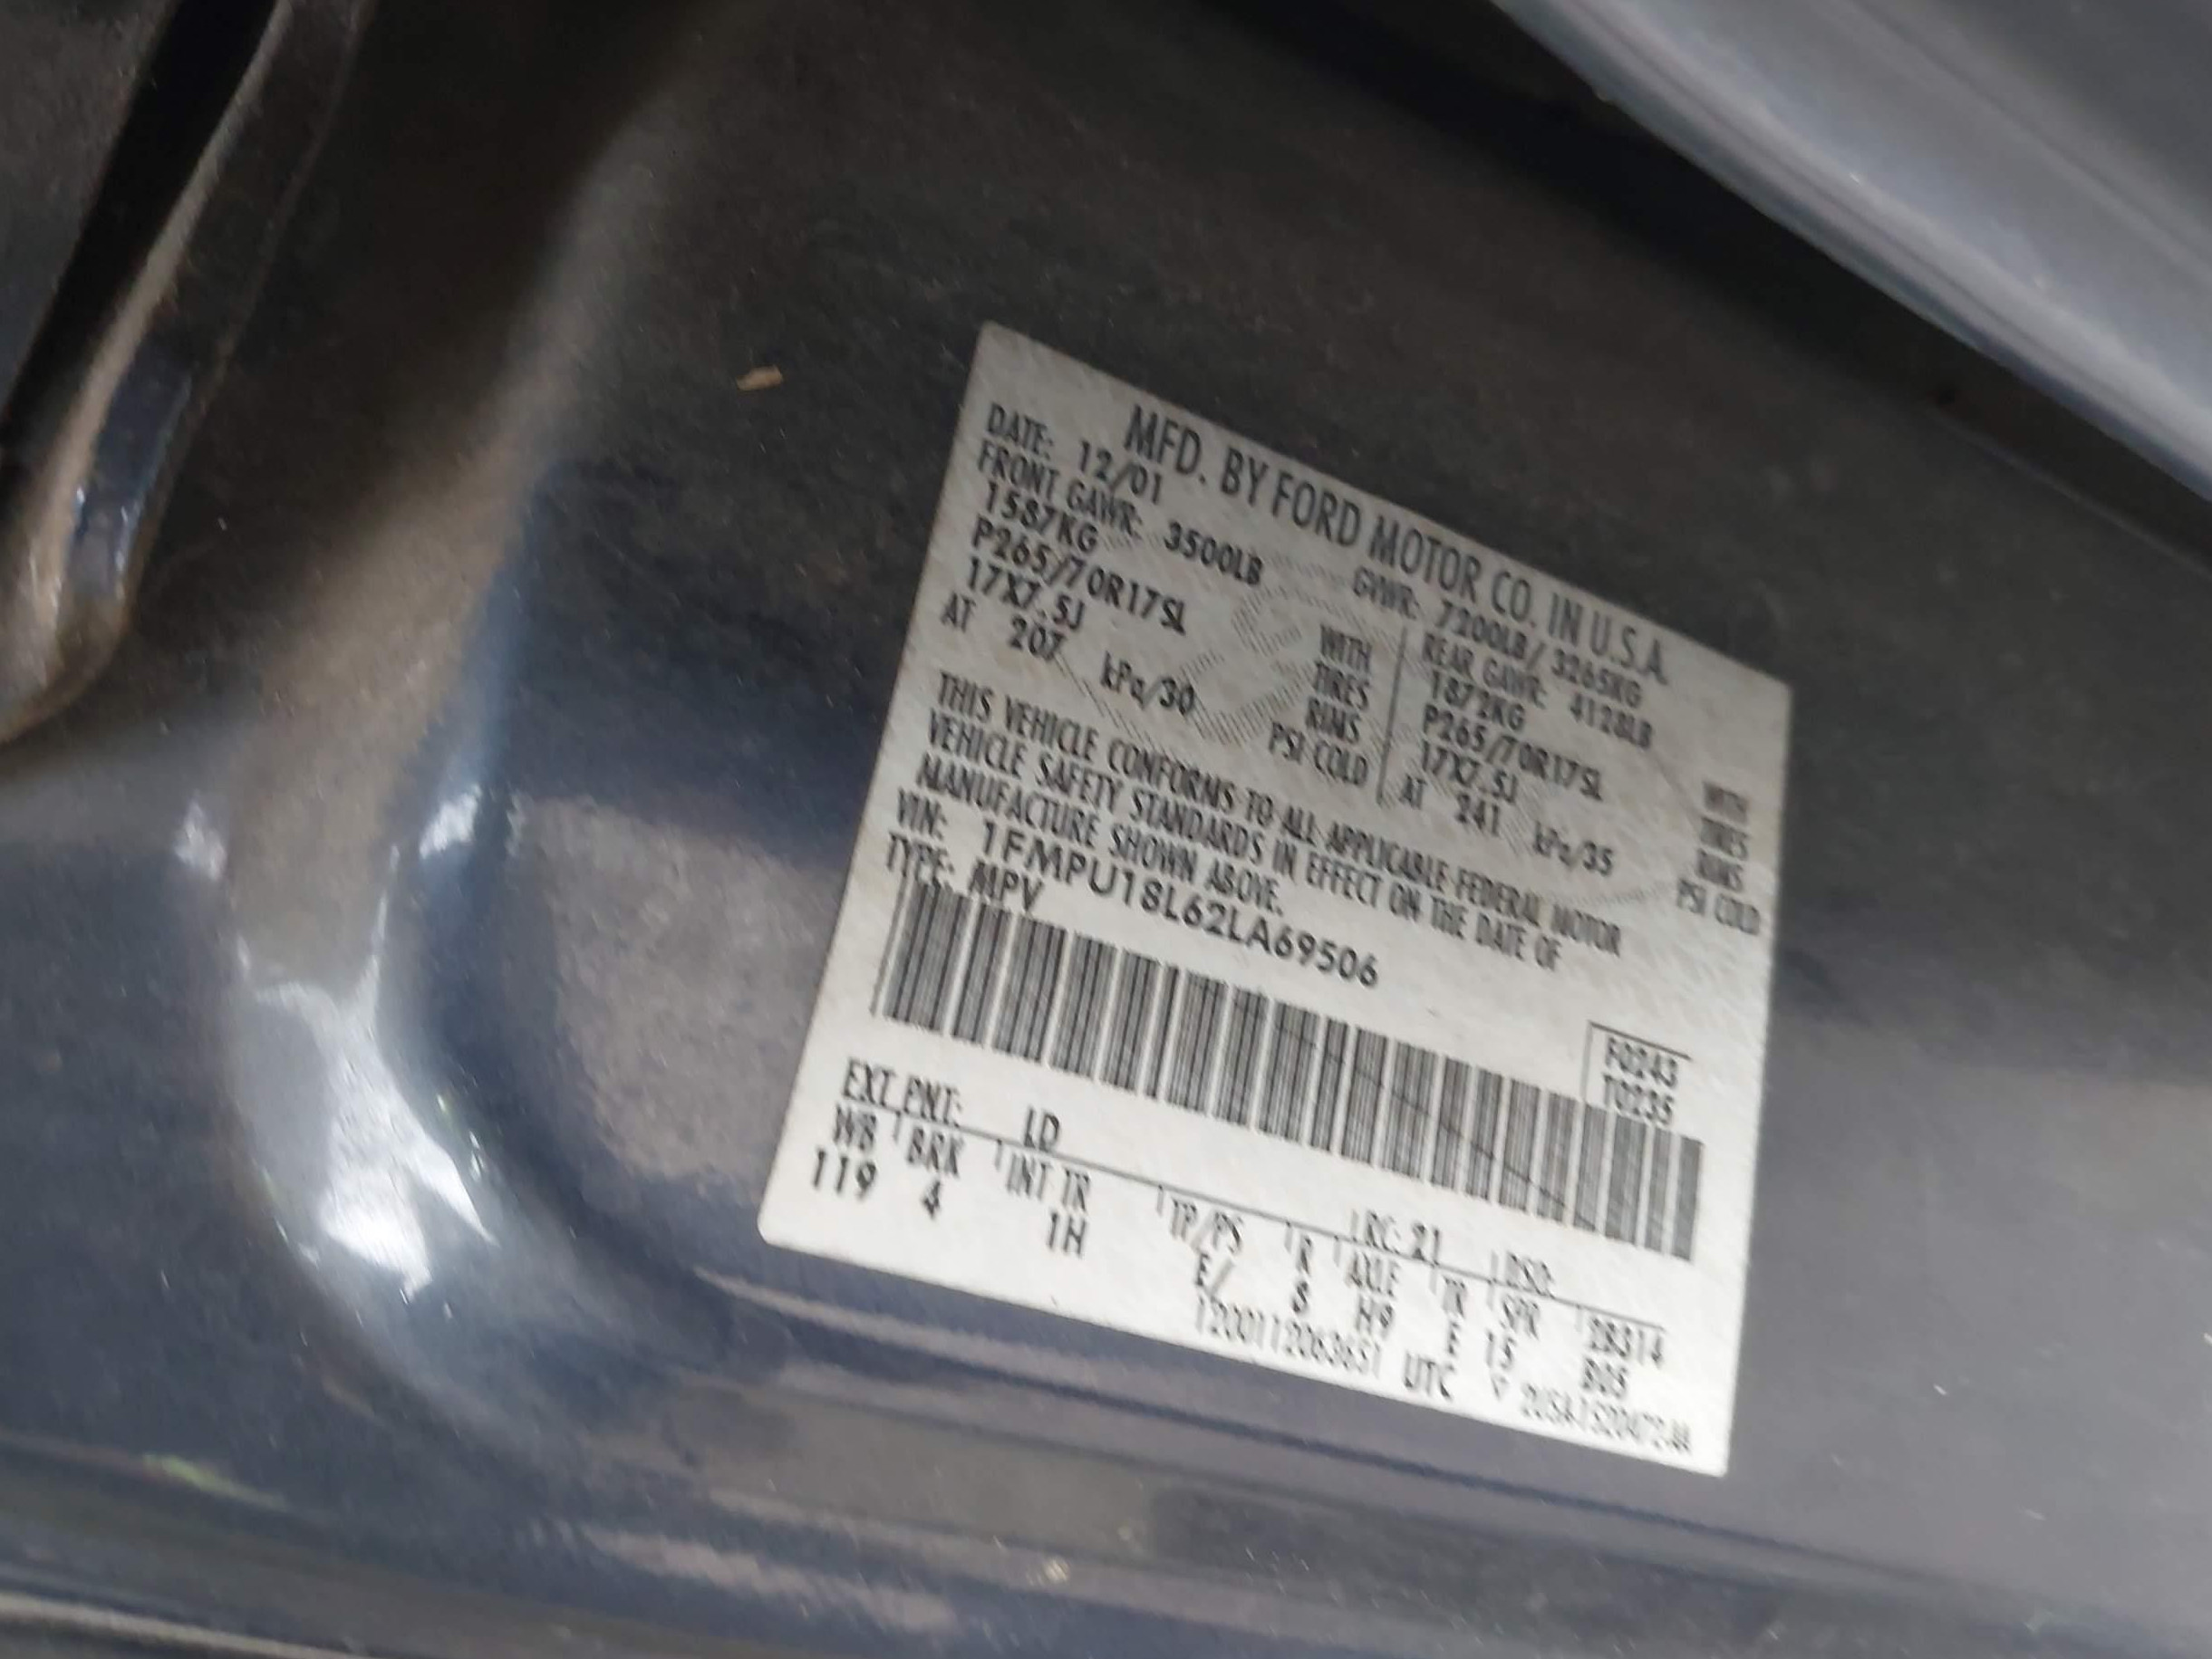 MFD. BY FORD MOTOR CO. IN U.S.A.
DATE: 12/01 GVWR: 7200LB/ 3265KG
FRONT GAWR: 3500LB REAR GAWR: 4128LB
1587KG WITH 1872KG WITH
P265/70R17SL TIRES P265/70R17SL TIRES
17X7.5J RIMS 17X7.5J RIMS
AT 207 kPa/30 PSI COLD AT 241 kPa/35 PSI COLD
THIS VEHICLE CONFORMS TO ALL APPLICABLE FEDERAL MOTOR
VEHICLE SAFETY STANDARDS IN EFFECT ON THE DATE OF
MANUFACTURE SHOWN ABOVE.
VIN: 1FMPU18L62LA69506
TYPE: MPV
F0243
T0235
EXT PNT: LD RC: 21 DSO:
WB BRK INT TR TP/PS R AXLE TR SPR 28314
119 4 1H E/ H9 E 15 B05
UTC